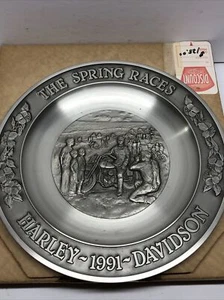 THE SPRING RACES
HARLEY~1991~DAVIDSON
DISCOUNT